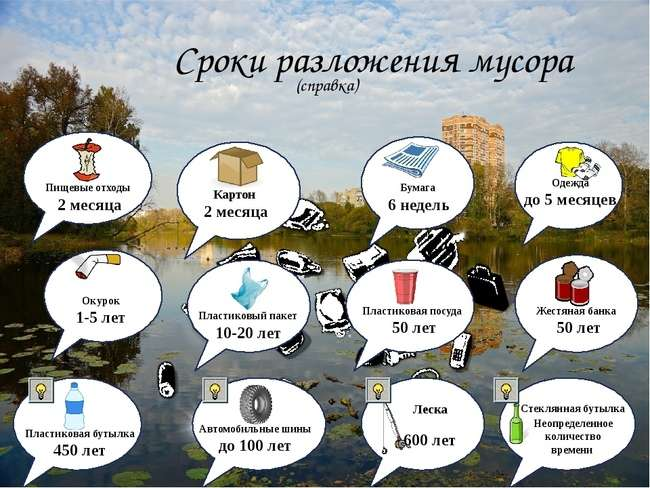 Сроки разложения мусора
(справка)
Пищевые отходы
2 месяца
Картон
2 месяца
Бумага
6 недель
Одежда
до 5 месяцев
Окурок
1-5 лет
Пластиковый пакет
10-20 лет
Пластиковая посуда
50 лет
Жестяная банка
50 лет
Пластиковая бутылка
450 лет
Автомобильные шины
до 100 лет
Леска
600 лет
Стеклянная бутылка
Неопределенное
количество
времени